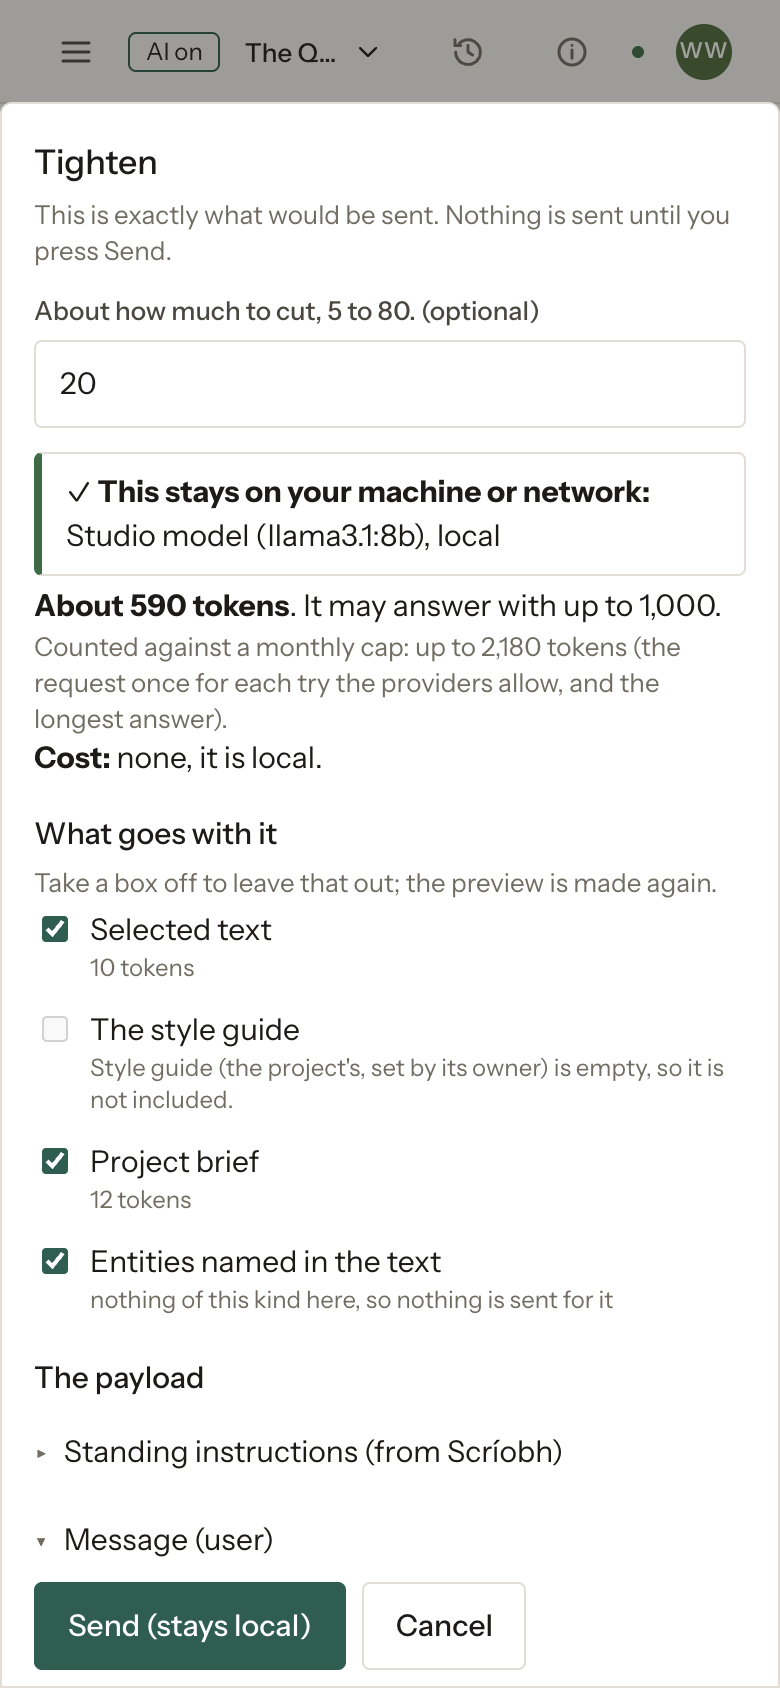 AI on The Q... WW
Tighten
This is exactly what would be sent. Nothing is sent until you
press Send.
About how much to cut, 5 to 80. (optional)
20
✓ This stays on your machine or network:
Studio model (llama3.1:8b), local
About 590 tokens. It may answer with up to 1,000.
Counted against a monthly cap: up to 2,180 tokens (the
request once for each try the providers allow, and the
longest answer).
Cost: none, it is local.
What goes with it
Take a box off to leave that out; the preview is made again.
Selected text
10 tokens
The style guide
Style guide (the project's, set by its owner) is empty, so it is
not included.
Project brief
12 tokens
Entities named in the text
nothing of this kind here, so nothing is sent for it
The payload
Standing instructions (from Scríobh)
Message (user)
Send (stays local) Cancel